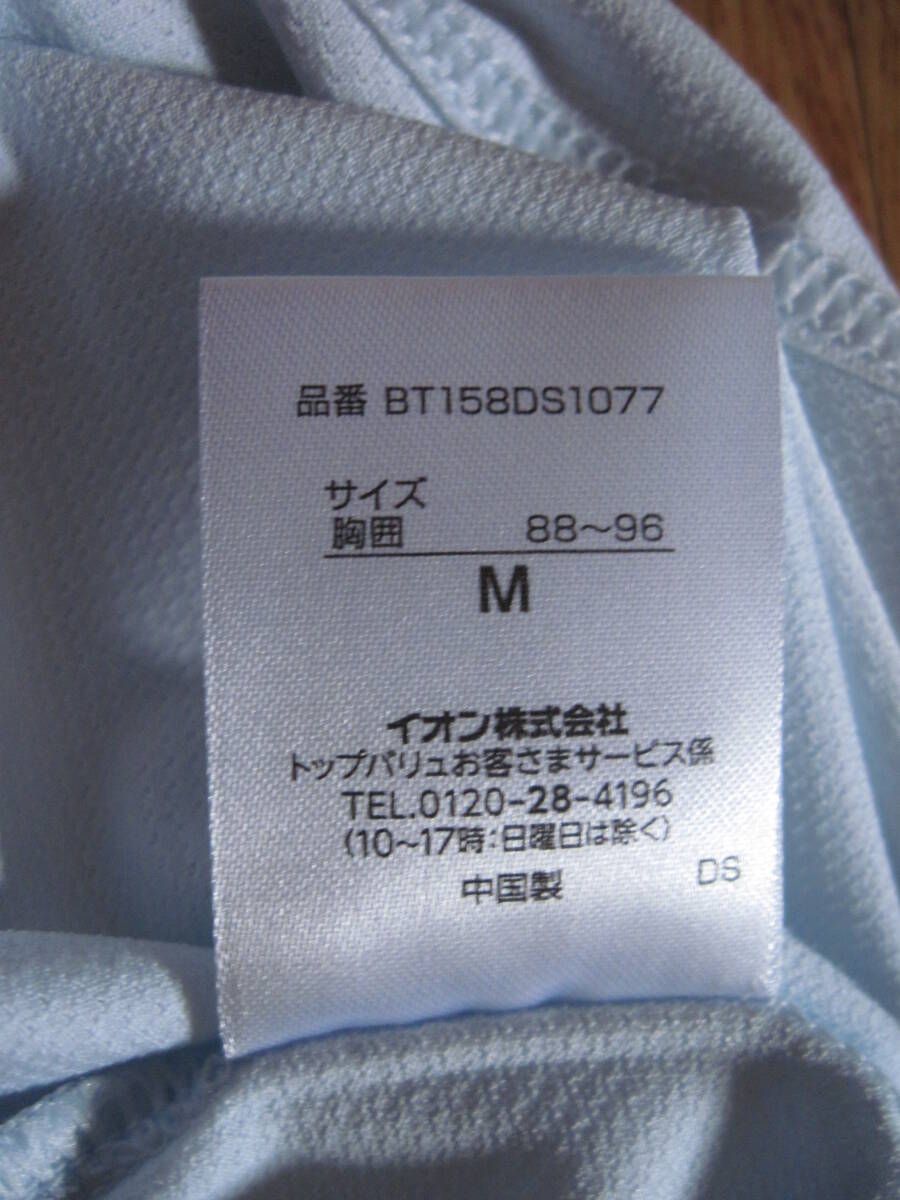 品番 BT158DS1077
サイズ
胸囲 88~96
M
イオン株式会社
トップバリュお客さまサービス係
TEL.0120-28-4196
(10~17時:日曜日は除く)
中国製 DS